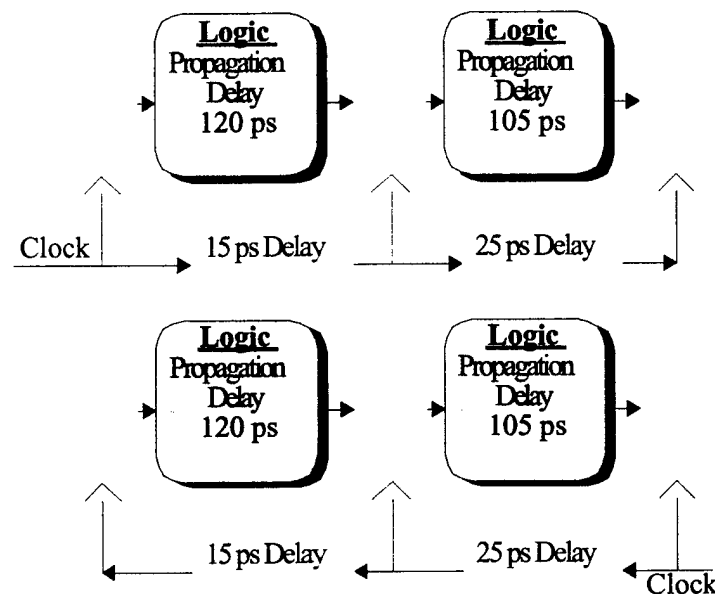 Logic
Propagation
Delay
120 ps
Logic
Propagation
Delay
105 ps
Clock
15 ps Delay
25 ps Delay
Logic
Propagation
Delay
120 ps
Logic
Propagation
Delay
105 ps
15 ps Delay
25 ps Delay
Clock